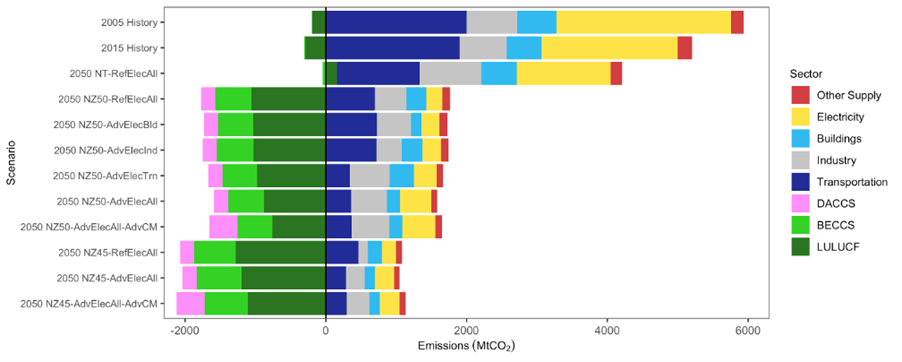 2005 History
2015 History
2050 NT-RefElecAll
2050 NZ50-RefElecAll
2050 NZ50-AdvElecBld
2050 NZ50-AdvElecInd
2050 NZ50-AdvElecTrn
2050 NZ50-AdvElecAll
2050 NZ50-AdvElecAll-AdvCM
2050 NZ45-RefElecAll
2050 NZ45-AdvElecAll
2050 NZ45-AdvElecAll-AdvCM
Scenario
-2000 0 2000 4000 6000
Emissions (MtCO₂)
Sector
Other Supply
Electricity
Buildings
Industry
Transportation
DACCS
BECCS
LULUCF